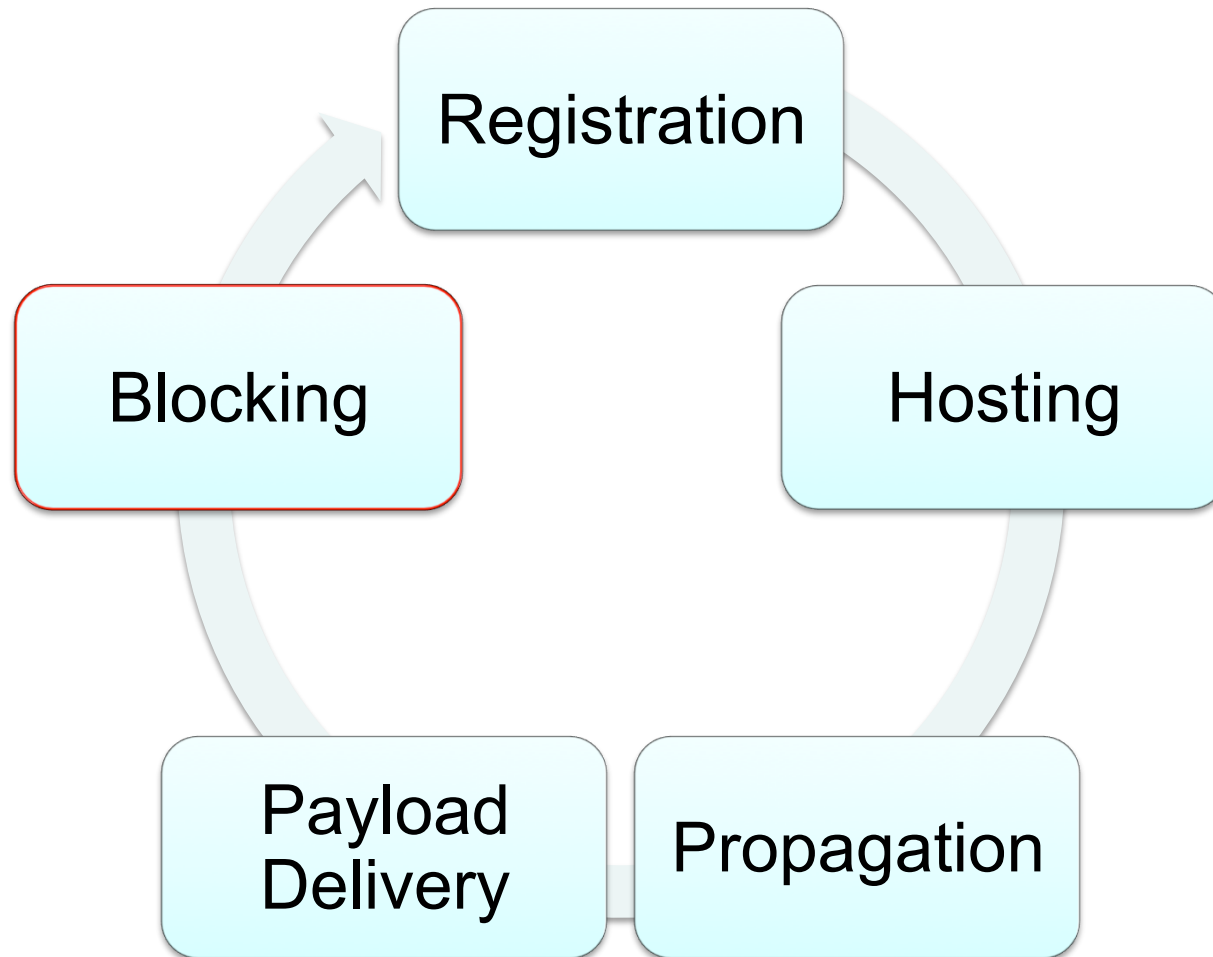 Registration
Hosting
Propagation
Payload
Delivery
Blocking